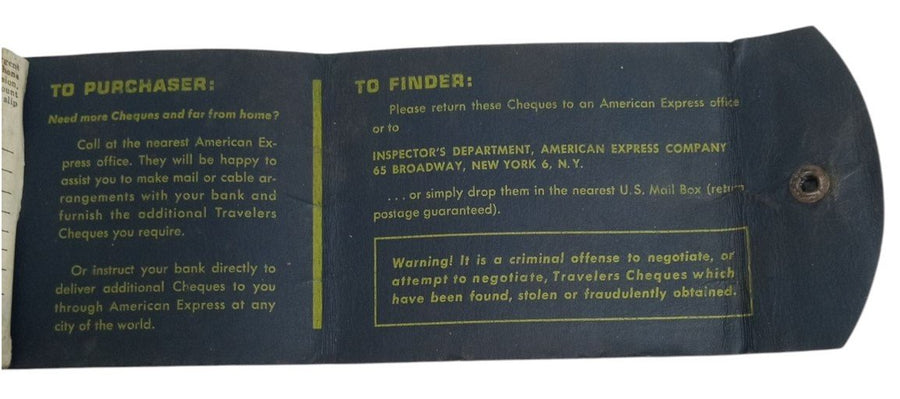 gent
hons
sion,
ount
slip
TO PURCHASER:
Need more Cheques and far from home?
Call at the nearest American Ex-
press office. They will be happy to
assist you to make mail or cable ar-
rangements with your bank and
furnish the additional Travelers
Cheques you require.
Or instruct your bank directly to
deliver additional Cheques to you
through American Express at any
city of the world.
TO FINDER:
Please return these Cheques to an American Express office
or to
INSPECTOR'S DEPARTMENT, AMERICAN EXPRESS COMPANY
65 BROADWAY, NEW YORK 6, N.Y.
... or simply drop them in the nearest U.S. Mail Box (return
postage guaranteed).
Warning! It is a criminal offense to negotiate, or
attempt to negotiate, Travelers Cheques which
have been found, stolen or fraudulently obtained.